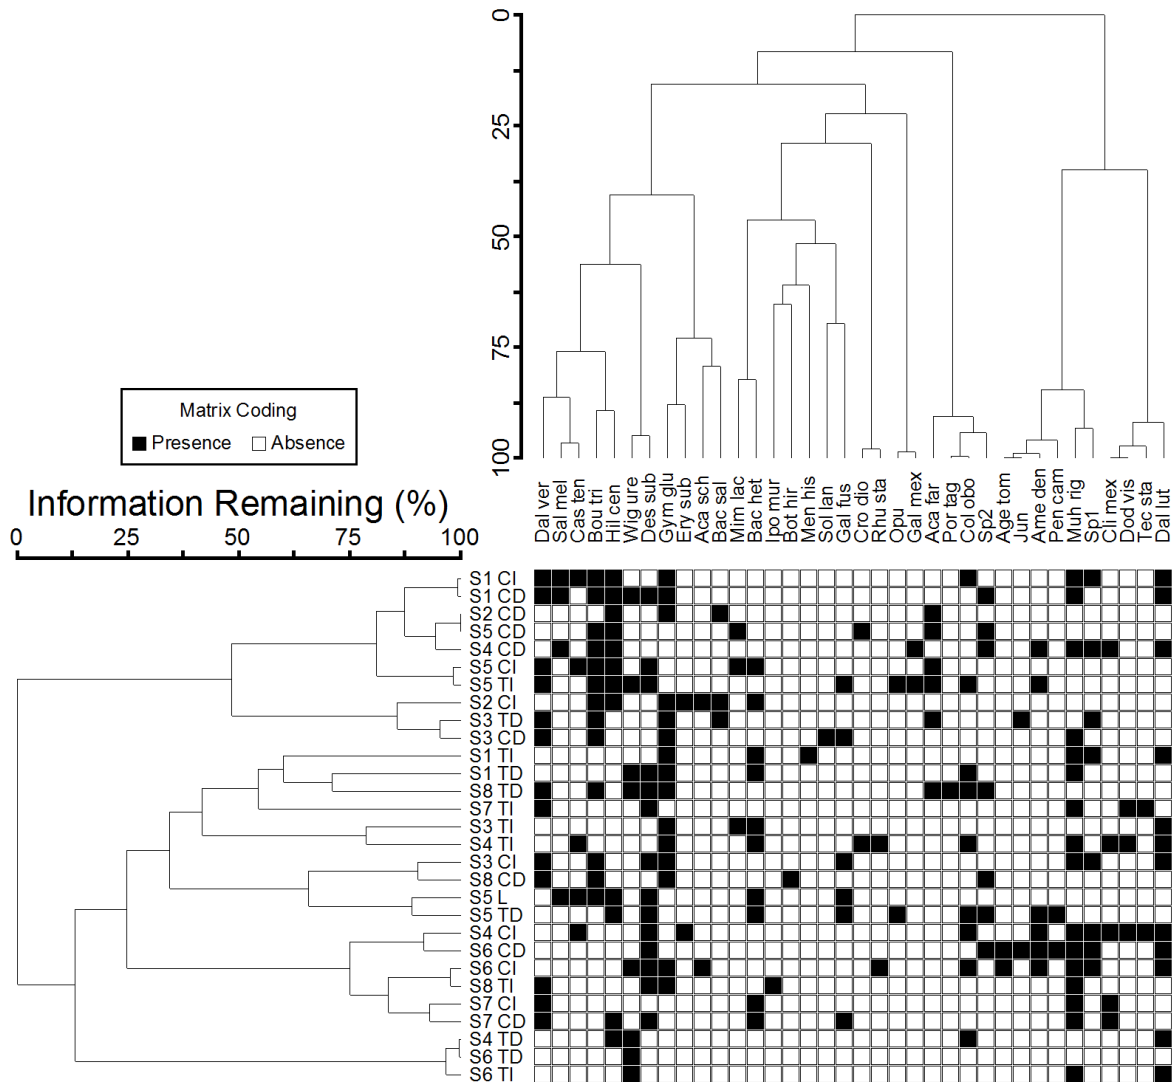 0
25
50
75
100
Matrix Coding
Presence Absence
Information Remaining (%)
0 25 50 75 100
Dal ver
Sal mel
Cas ten
Bou tri
Hil cen
Wig ure
Des sub
Gym glu
Ery sub
Aca sch
Bac sal
Mim lac
Bac het
Ipo mur
Bot hir
Men his
Sol lan
Gal fus
Cro dio
Rhu sta
Opu
Gal mex
Aca far
Por tag
Col obo
Sp2
Age tom
Jun
Ame den
Pen cam
Muh rig
Sp1
Cli mex
Dod vis
Tec sta
Dal lut
S1 CI
S1 CD
S2 CD
S5 CD
S4 CD
S5 CI
S5 TI
S2 CI
S3 TD
S3 CD
S1 TI
S1 TD
S8 TD
S7 TI
S3 TI
S4 TI
S3 CI
S8 CD
S5 L
S5 TD
S4 CI
S6 CD
S6 CI
S8 TI
S7 CI
S7 CD
S4 TD
S6 TD
S6 TI